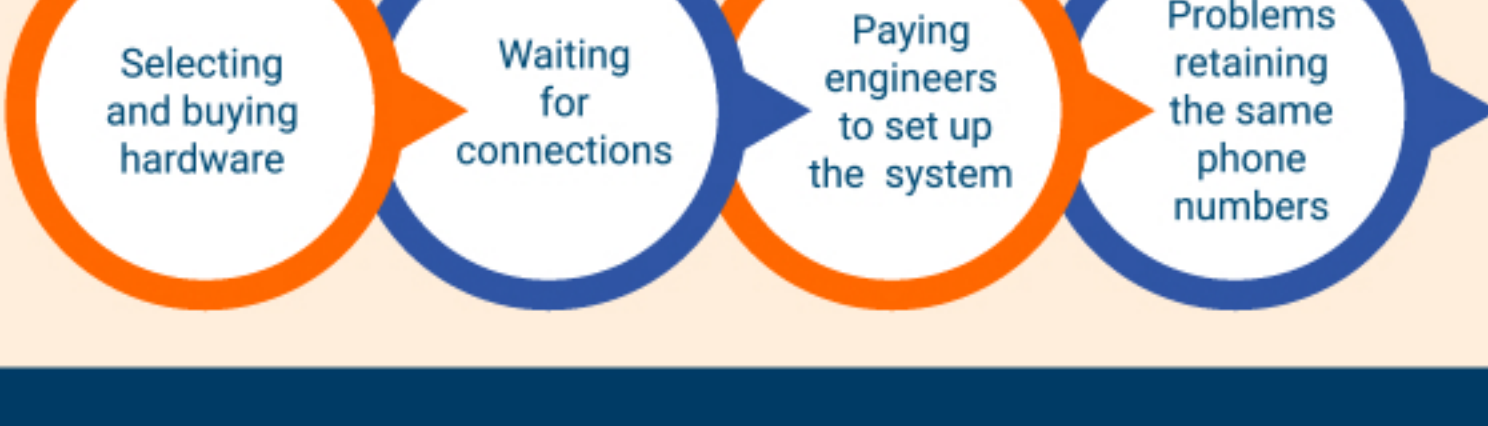 Selecting
and buying
hardware
Waiting
for
connections
Paying
engineers
to set up
the system
Problems
retaining
the same
phone
numbers